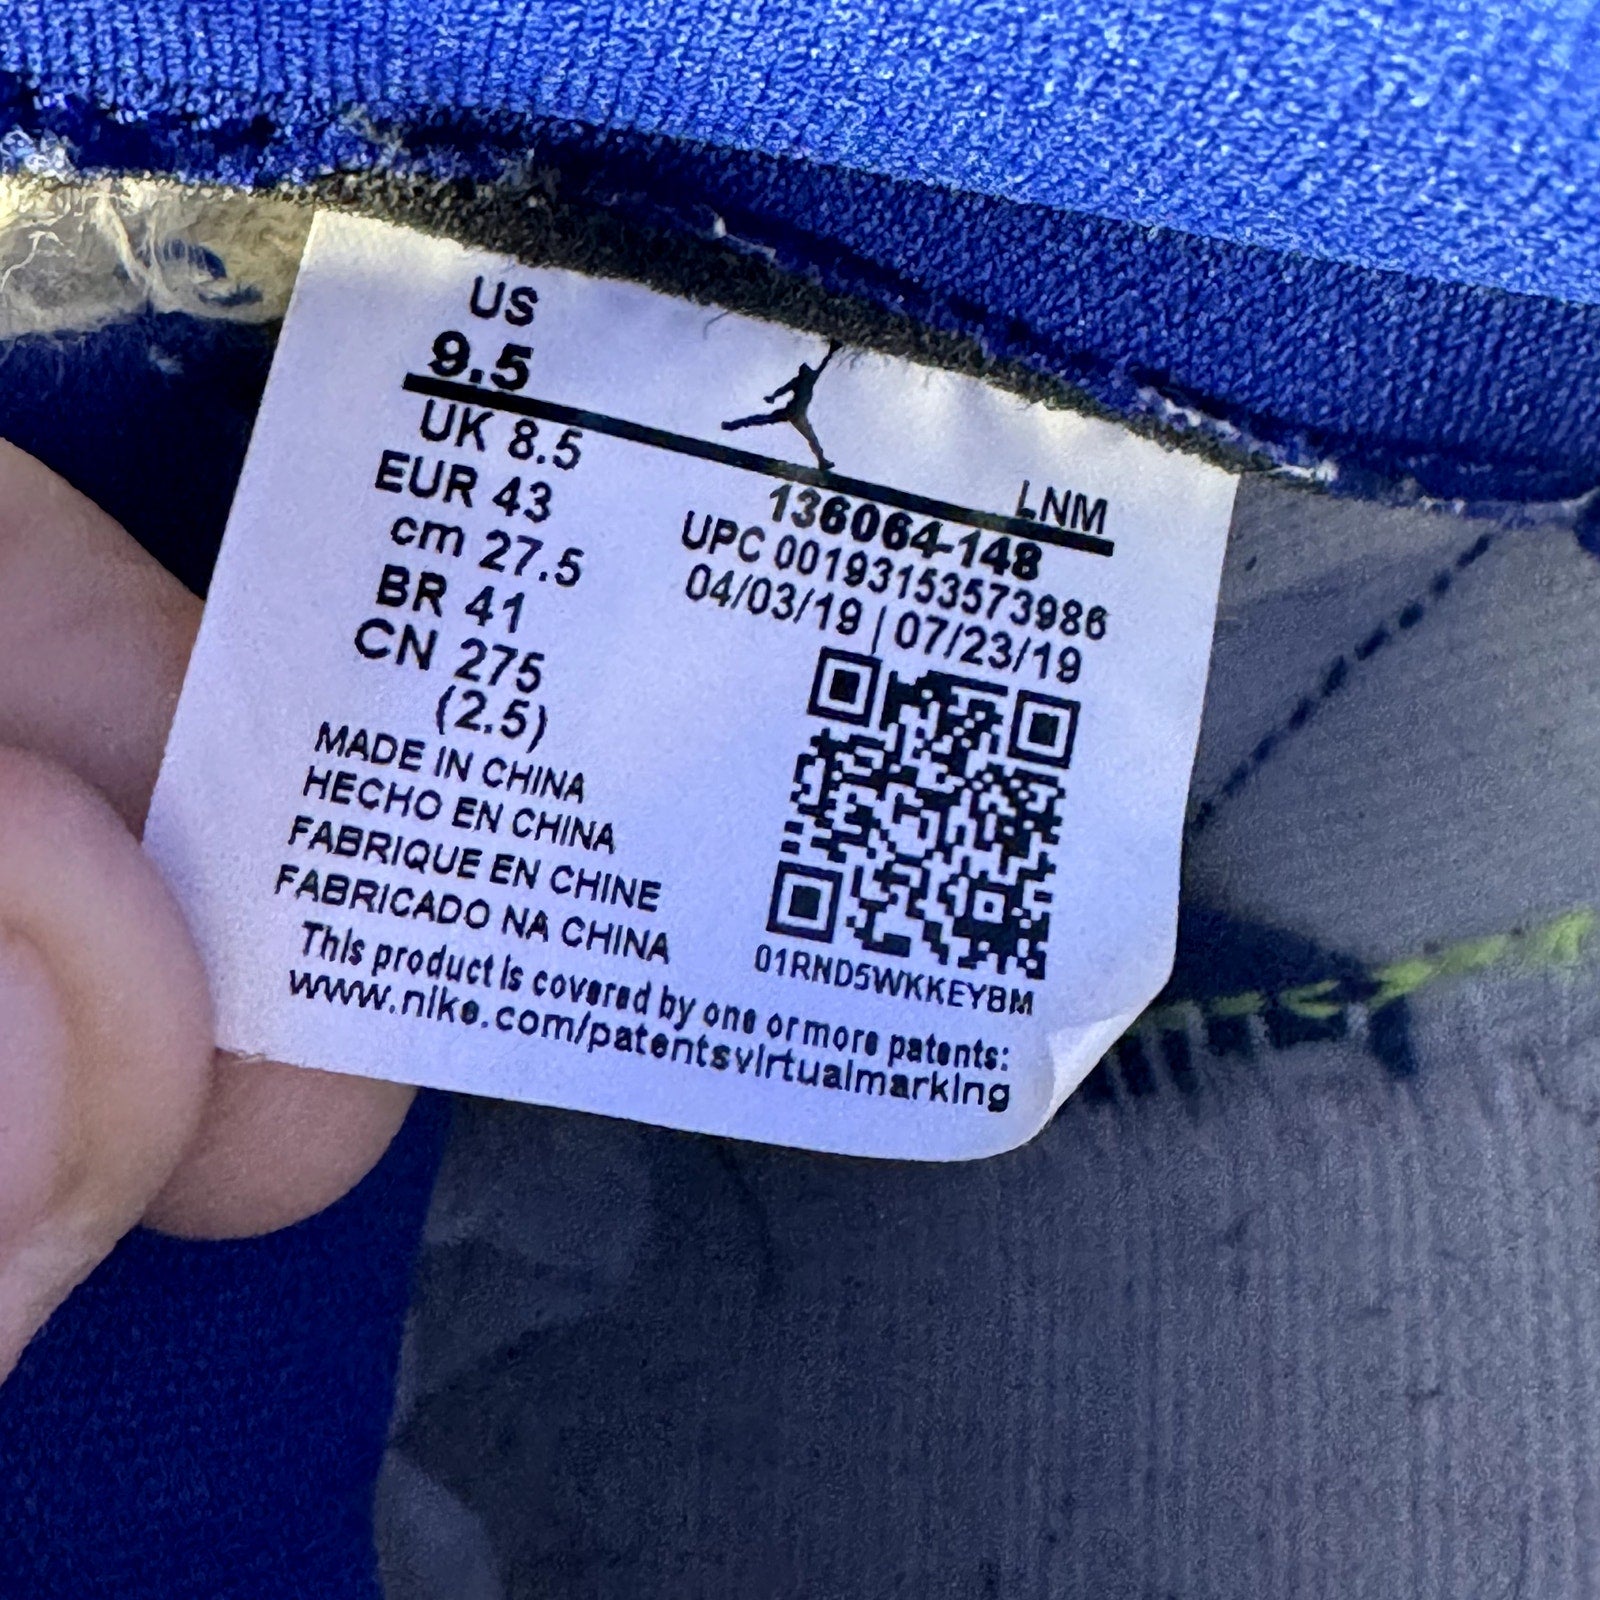 US
9.5
UK 8.5
EUR 43
cm 27.5
BR 41
CN 275
(2.5)
LNM
136064-148
UPC 00193153573986
04/03/19 | 07/23/19
MADE IN CHINA
HECHO EN CHINA
FABRIQUE EN CHINE
FABRICADO NA CHINA
01RND5WKKEYBM
This product is covered by one or more patents:
www.nike.com/patentsvirtualmarking